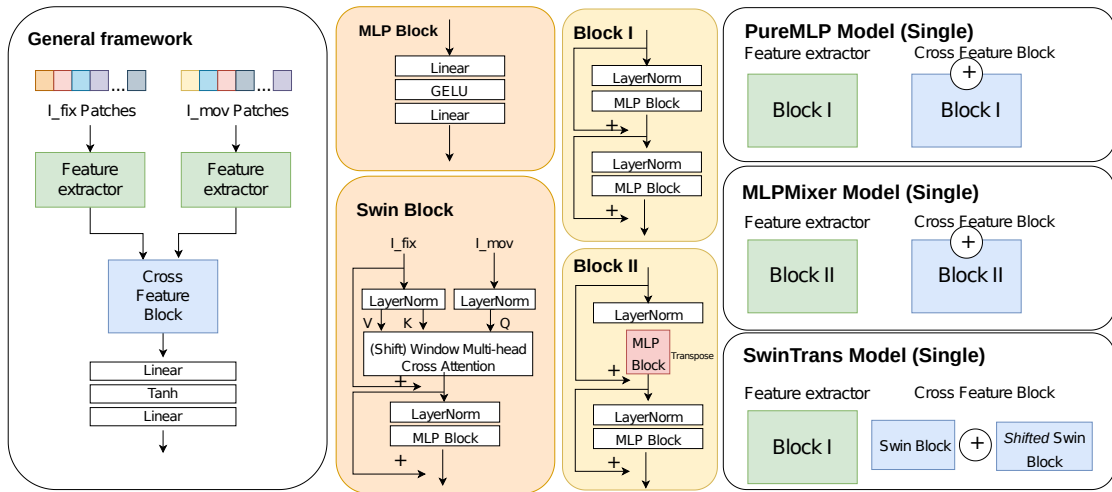 General framework
...
...
I_fix Patches
I_mov Patches
Feature
extractor
Feature
extractor
Cross
Feature
Block
Linear
Tanh
Linear
MLP Block
Linear
GELU
Linear
Swin Block
I_fix
I_mov
LayerNorm
LayerNorm
V
K
Q
(Shift) Window Multi-head
Cross Attention
+
LayerNorm
MLP Block
+
Block I
LayerNorm
MLP Block
+
LayerNorm
MLP Block
+
Block II
LayerNorm
MLP
Block
Transpose
+
LayerNorm
MLP Block
+
PureMLP Model (Single)
Feature extractor
Cross Feature Block
Block I
+
Block I
MLPMixer Model (Single)
Feature extractor
Cross Feature Block
Block II
+
Block II
SwinTrans Model (Single)
Feature extractor
Cross Feature Block
Block I
Swin Block
+
Shifted Swin
Block